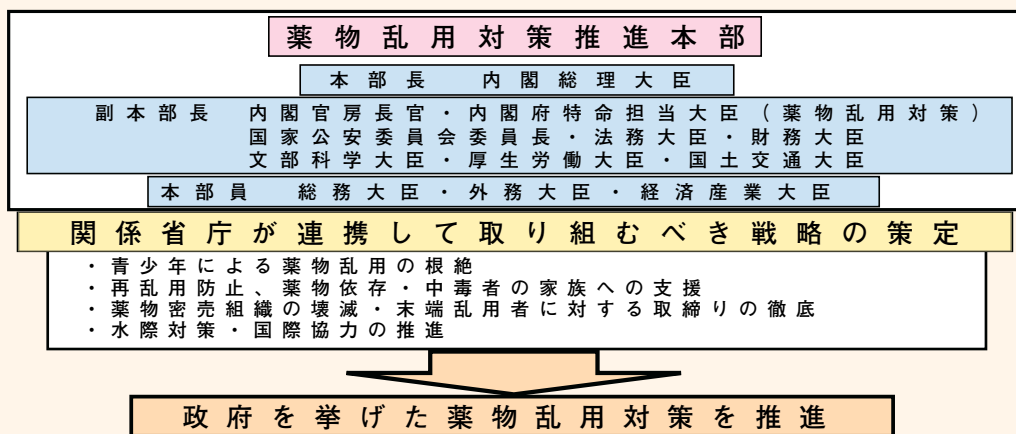 薬物乱用対策推進本部
本部長　内閣総理大臣
副本部長　内閣官房長官・内閣府特命担当大臣（薬物乱用対策）
国家公安委員会委員長・法務大臣・財務大臣
文部科学大臣・厚生労働大臣・国土交通大臣
本部員　総務大臣・外務大臣・経済産業大臣
関係省庁が連携して取り組むべき戦略の策定
・青少年による薬物乱用の根絶
・再乱用防止、薬物依存・中毒者の家族への支援
・薬物密売組織の壊滅・末端乱用者に対する取締りの徹底
・水際対策・国際協力の推進
政府を挙げた薬物乱用対策を推進